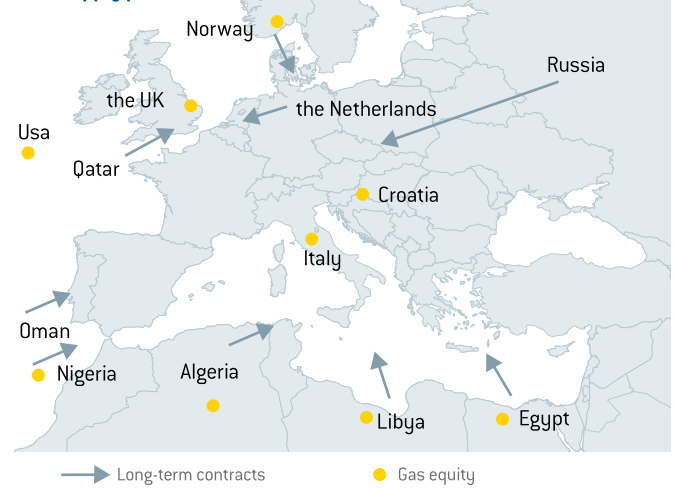 Norway
Russia
the UK
the Netherlands
Usa
Qatar
Croatia
Italy
Oman
Nigeria
Algeria
Libya
Egypt
Long-term contracts
Gas equity